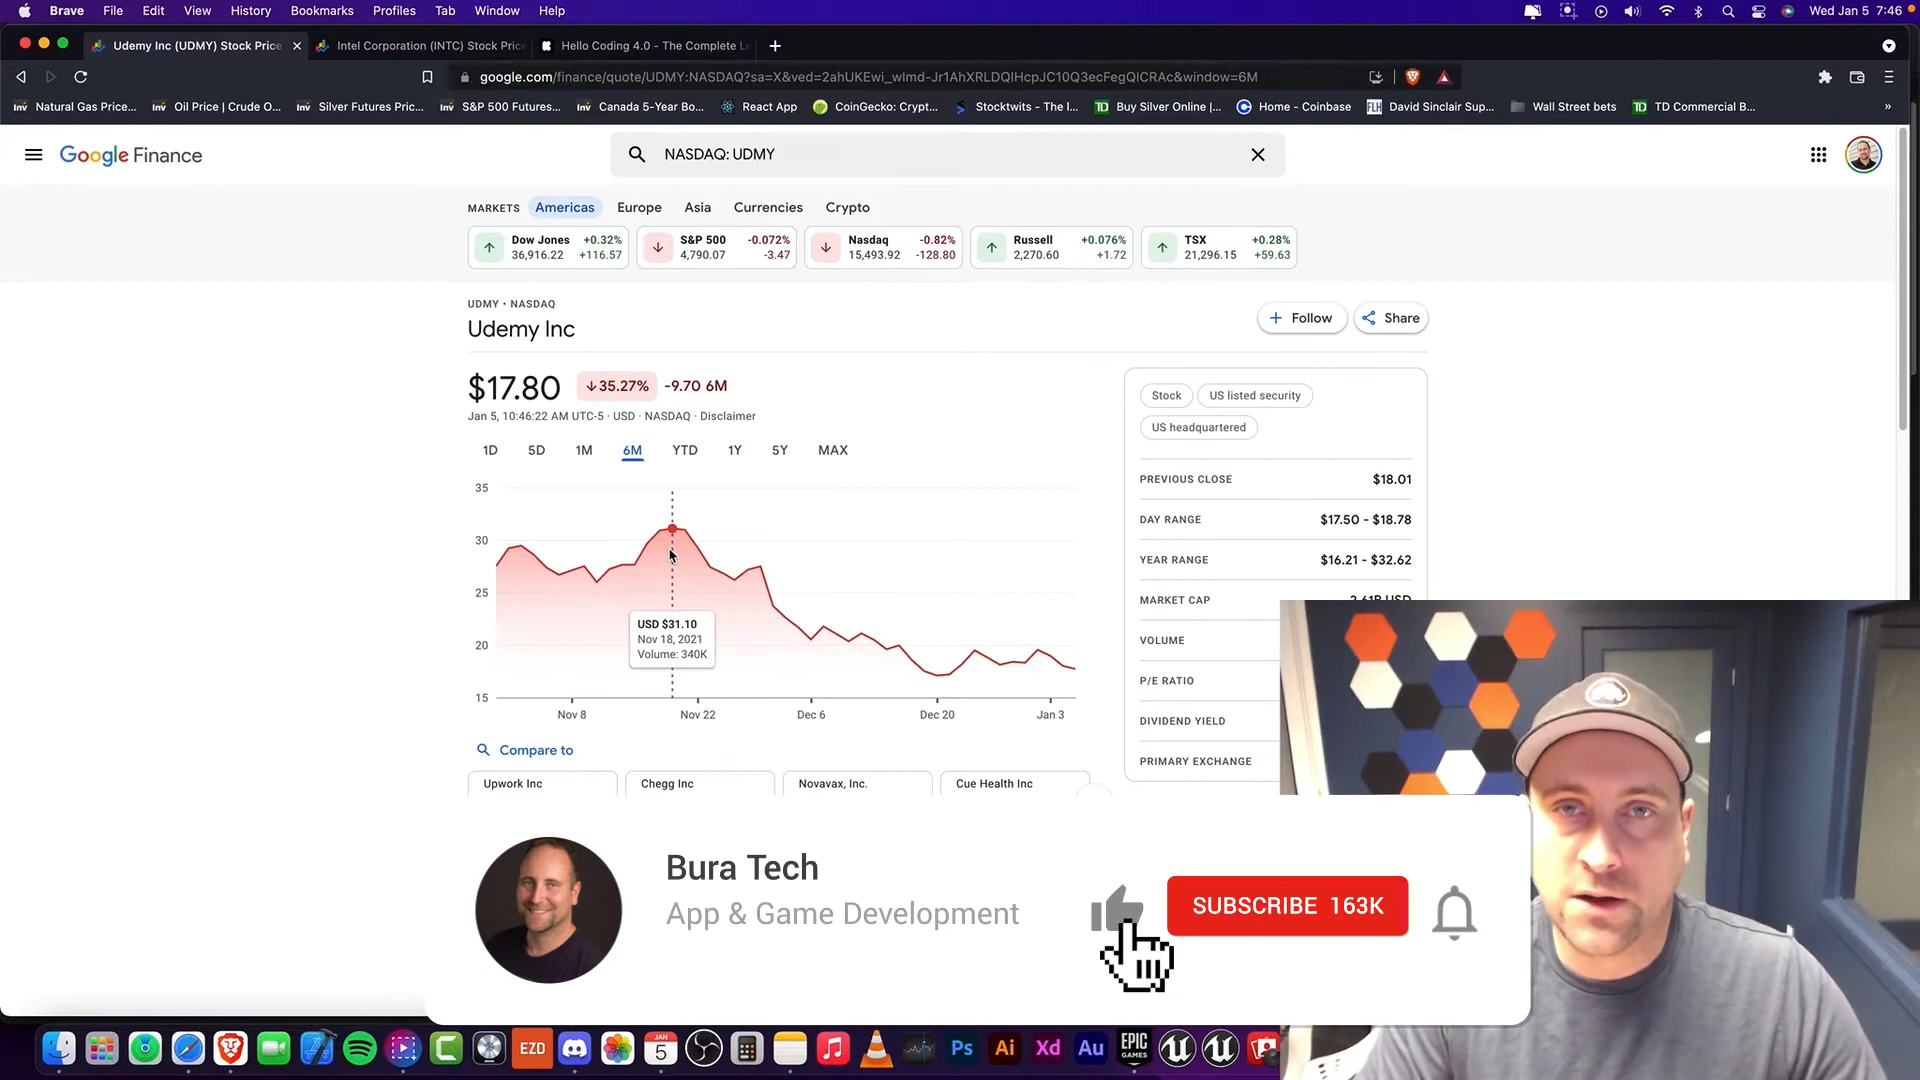 Brave File Edit View History Bookmarks Profiles Tab Window Help
Wed Jan 5 7:46
Udemy Inc (UDMY) Stock Price
Intel Corporation (INTC) Stock Pric
Hello Coding 4.0 - The Complete L
google.com/finance/quote/UDMY:NASDAQ?sa=X&ved=2ahUKEwi_wImd-Jr1AhXRLDQIHcpJC10Q3ecFegQICRAc&window=6M
Natural Gas Price...
Oil Price | Crude O...
Silver Futures Pric...
S&P 500 Futures...
Canada 5-Year Bo...
React App
CoinGecko: Crypt...
Stocktwits - The I...
Buy Silver Online |...
Home - Coinbase
David Sinclair Sup...
Wall Street bets
TD Commercial B...
Google Finance
NASDAQ: UDMY
MARKETS Americas Europe Asia Currencies Crypto
Dow Jones +0.32%
36,916.22 +116.57
S&P 500 -0.072%
4,790.07 -3.47
Nasdaq -0.82%
15,493.92 -128.80
Russell +0.076%
2,270.60 +1.72
TSX +0.28%
21,296.15 +59.63
UDMY • NASDAQ
Udemy Inc
Follow
Share
$17.80 35.27% -9.70 6M
Jan 5, 10:46:22 AM UTC-5 · USD · NASDAQ · Disclaimer
1D 5D 1M 6M YTD 1Y 5Y MAX
35
30
25
20
15
USD $31.10
Nov 18, 2021
Volume: 340K
Nov 8 Nov 22 Dec 6 Dec 20 Jan 3
Compare to
Upwork Inc
Chegg Inc
Novavax, Inc.
Cue Health Inc
Stock
US listed security
US headquartered
PREVIOUS CLOSE $18.01
DAY RANGE $17.50 - $18.78
YEAR RANGE $16.21 - $32.62
MARKET CAP 2.61B USD
VOLUME
P/E RATIO
DIVIDEND YIELD
PRIMARY EXCHANGE
Bura Tech
App & Game Development
SUBSCRIBE 163K
EZD
JAN
5
Ps
Ai
Xd
Au
EPIC
GAMES